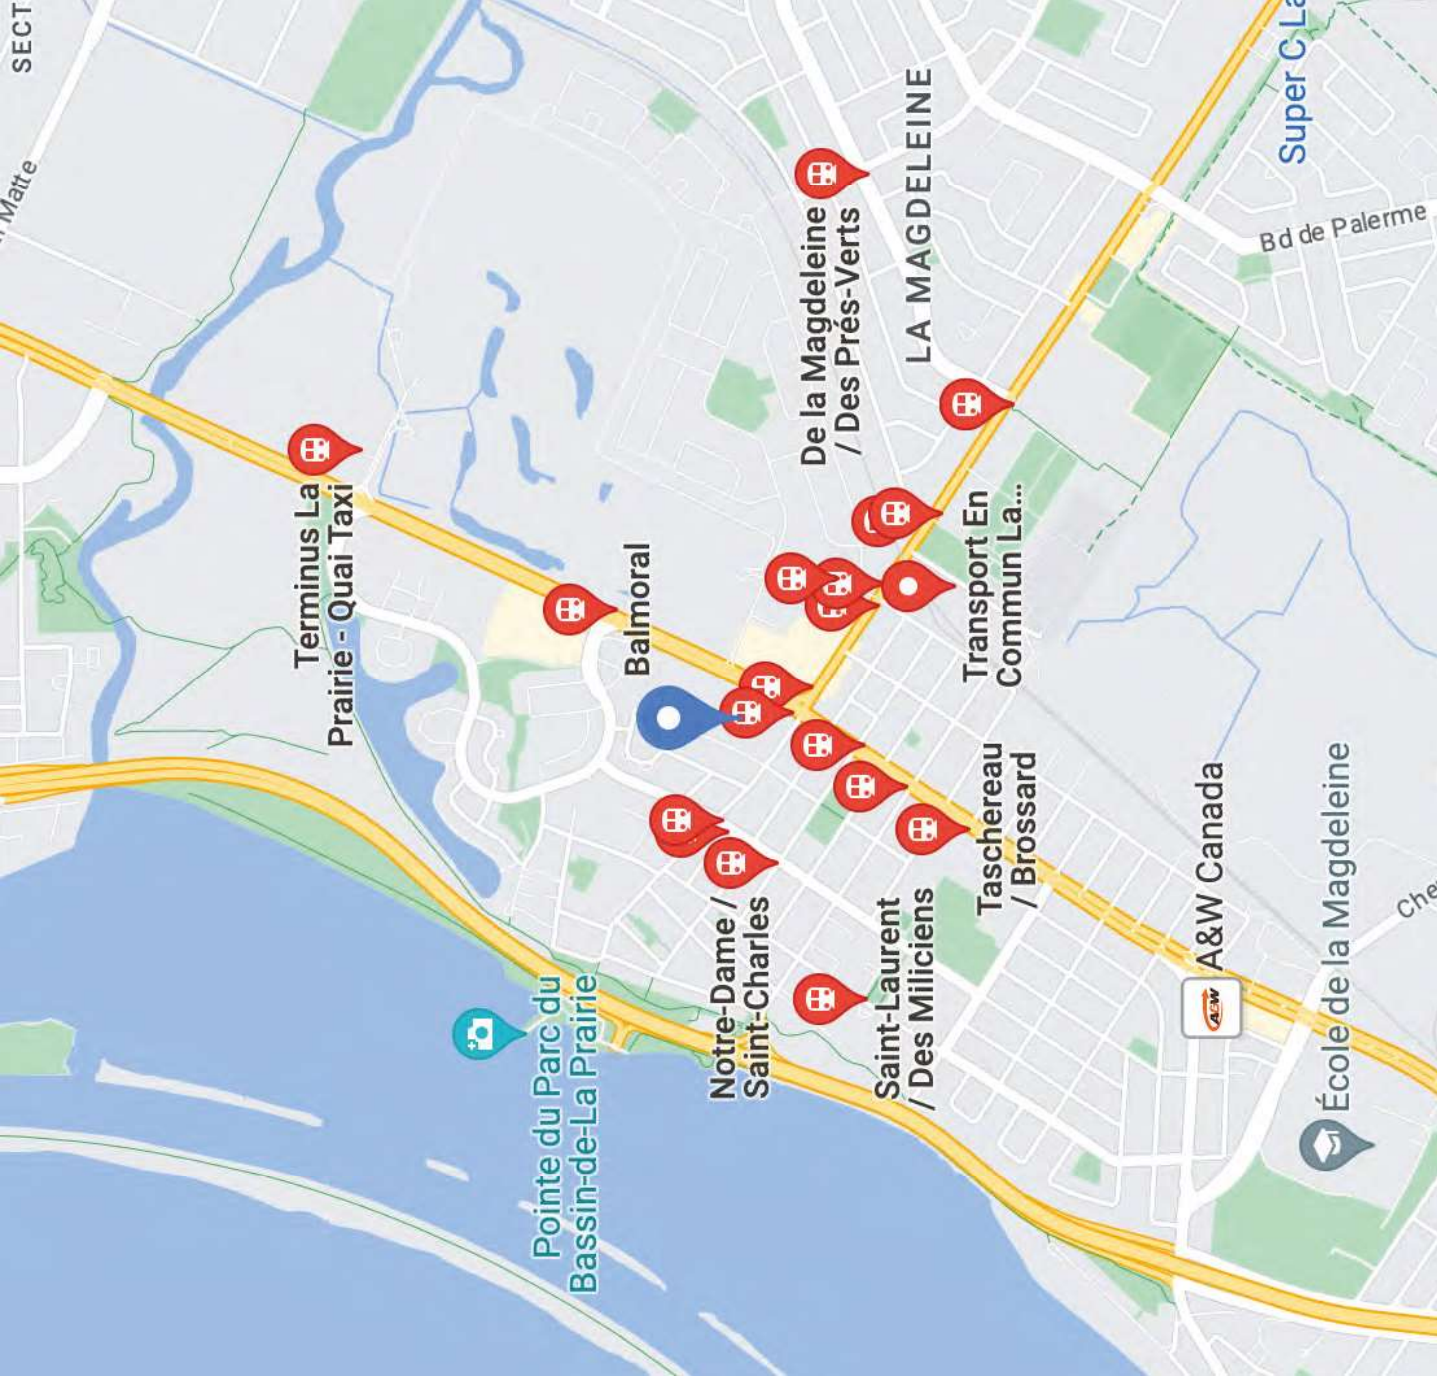 SECT
Matte
Terminus La
Prairie - Quai Taxi
Balmoral
De la Magdeleine
/ Des Prés-Verts
LA MAGDELEINE
Super C La
Bd de Palerme
Transport En
Commun La...
Taschereau
/ Brossard
Notre-Dame /
Saint-Charles
Saint-Laurent
/ Des Miliciens
Pointe du Parc du
Bassin-de-La Prairie
A&W
A&W Canada
École de la Magdeleine
Che